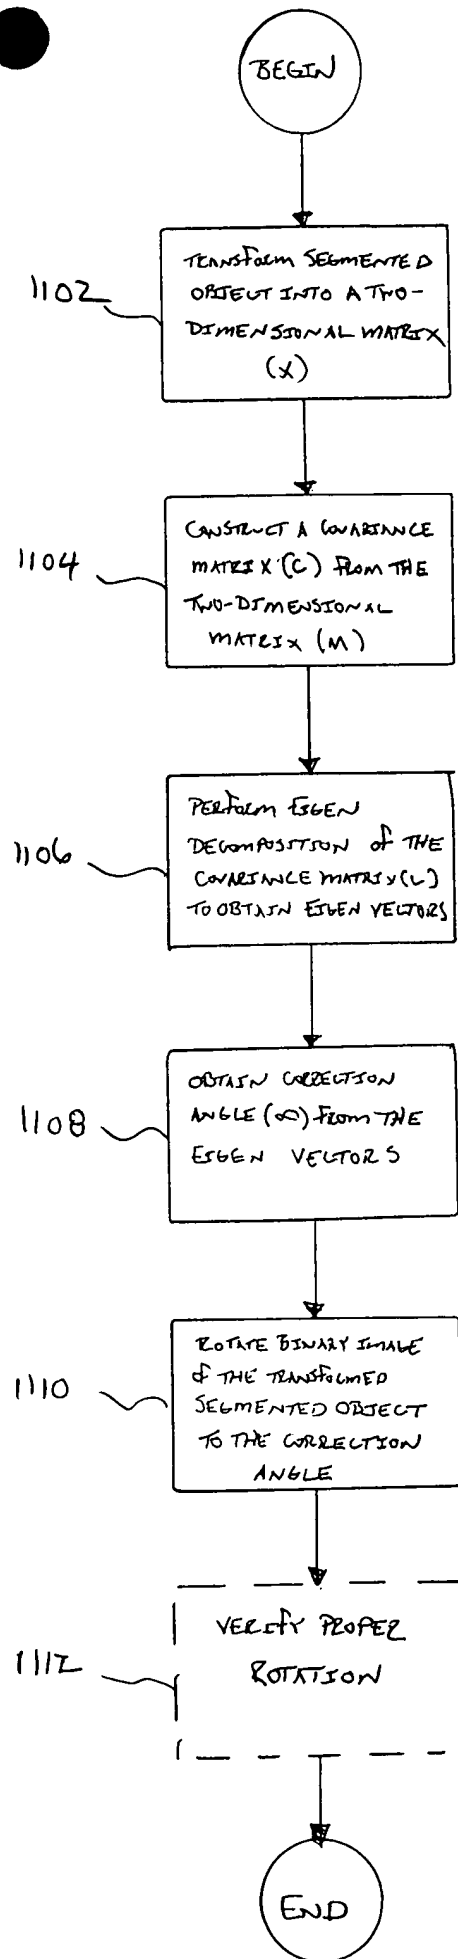 BEGIN
1102
TRANSFORM SEGMENTED
OBJECT INTO A TWO-
DIMENSIONAL MATRIX
(X)
1104
CONSTRUCT A COVARIANCE
MATRIX (C) FROM THE
TWO-DIMENSIONAL
MATRIX (M)
1106
PERFORM EIGEN
DECOMPOSITION of THE
COVARIANCE MATRIX (C)
TO OBTAIN EIGEN VECTORS
1108
OBTAIN CORRECTION
ANGLE (∝) FROM THE
EIGEN VECTORS
1110
ROTATE BINARY IMAGE
of THE TRANSFORMED
SEGMENTED OBJECT
TO THE CORRECTION
ANGLE
1112
VERIFY PROPER
ROTATION
END